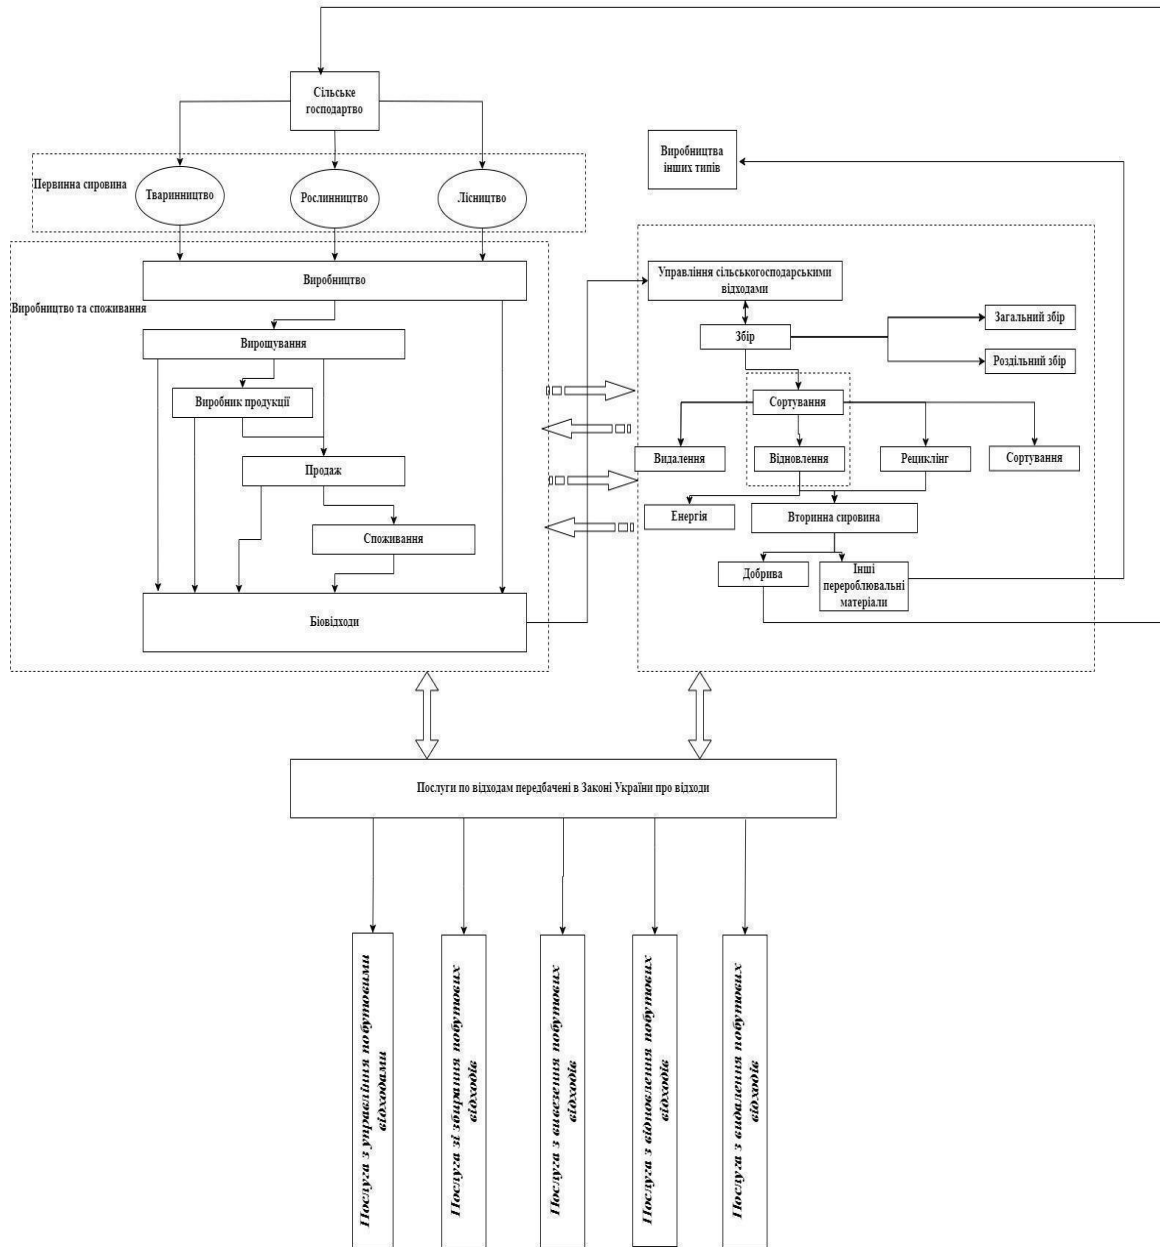 Сільське
господартво
Первинна сировина
Тваринництво
Рослинництво
Лісництво
Виробництва
інших типів
Виробництво та споживання
Виробництво
Вирошування
Виробник продукції
Продаж
Споживання
Біовідходи
Управління сільськогосподарськими
відходами
Збір
Загальний збір
Роздільний збір
Сортування
Видалення
Відновлення
Рециклінг
Сортування
Енергія
Вторинна сировина
Добрива
Інші
перероблювальні
матеріали
Послуги по відходам передбачені в Законі України про відходи
Послуга з управління побутовими
відходами
Послуга зі збирання побутових
відходів
Послуга з вивезення побутових
відходів
Послуга з відновлення побутових
відходів
Послуга з видалення побутових
відходів